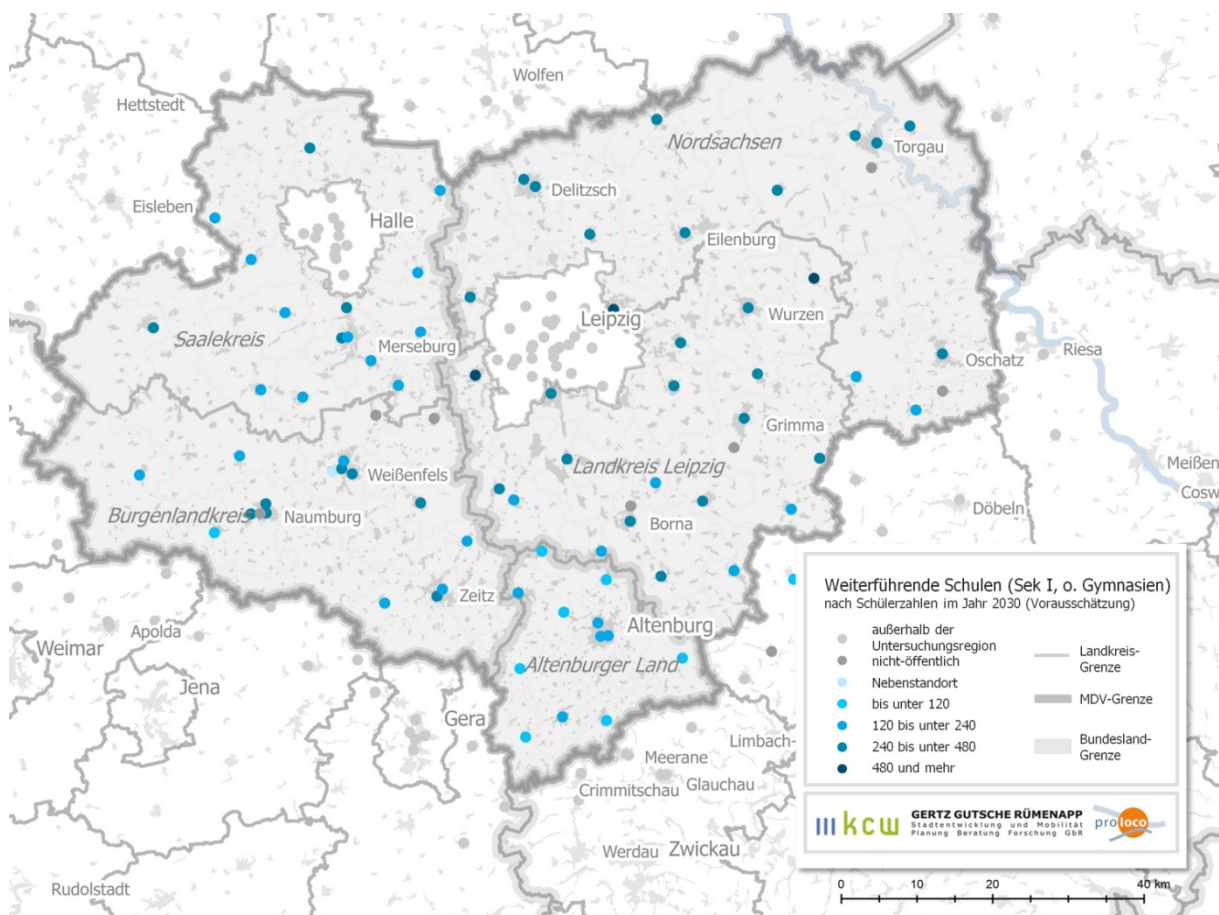 Wolfen
Hettstedt
Nordsachsen
Torgau
Delitzsch
Eisleben
Halle
Eilenburg
Leipzig
Wurzen
Saalekreis
Merseburg
Oschatz
Riesa
Grimma
Weißenfels
Landkreis Leipzig
Meißen
Cosw
Burgenlandkreis
Naumburg
Borna
Döbeln
Zeitz
Altenburg
Apolda
Weimar
Altenburger Land
Jena
Gera
Limbach-
Meerane
Crimmitschau
Glauchau
Werdau
Zwickau
Rudolstadt
Weiterführende Schulen (Sek I, o. Gymnasien)
nach Schülerzahlen im Jahr 2030 (Vorausschätzung)
außerhalb der
Untersuchungsregion
nicht-öffentlich
Nebenstandort
bis unter 120
120 bis unter 240
240 bis unter 480
480 und mehr
Landkreis-
Grenze
MDV-Grenze
Bundesland-
Grenze
kcw
GERTZ GUTSCHE RÜMENAPP
Stadtentwicklung und Mobilität
Planung Beratung Forschung GbR
proloco
0 10 20 40 km